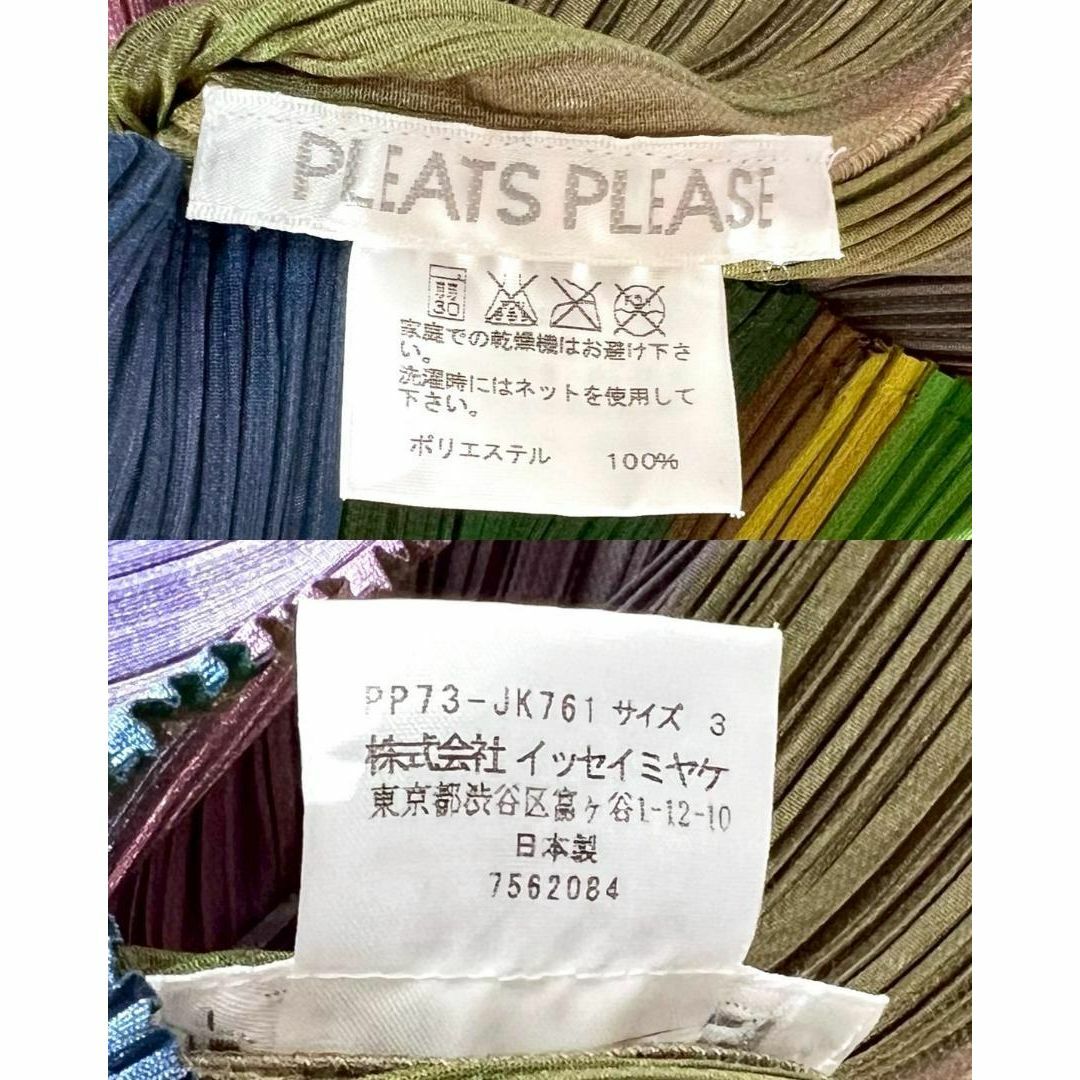 PLEATS PLEASE
弱
30
家庭での乾燥機はお避け下さ
い。
洗濯時にはネットを使用して
下さい。
ポリエステル 100%
PP73-JK761 サイズ 3
株式会社 イッセイミヤケ
東京都渋谷区富ヶ谷1-12-10
日本製
7562084